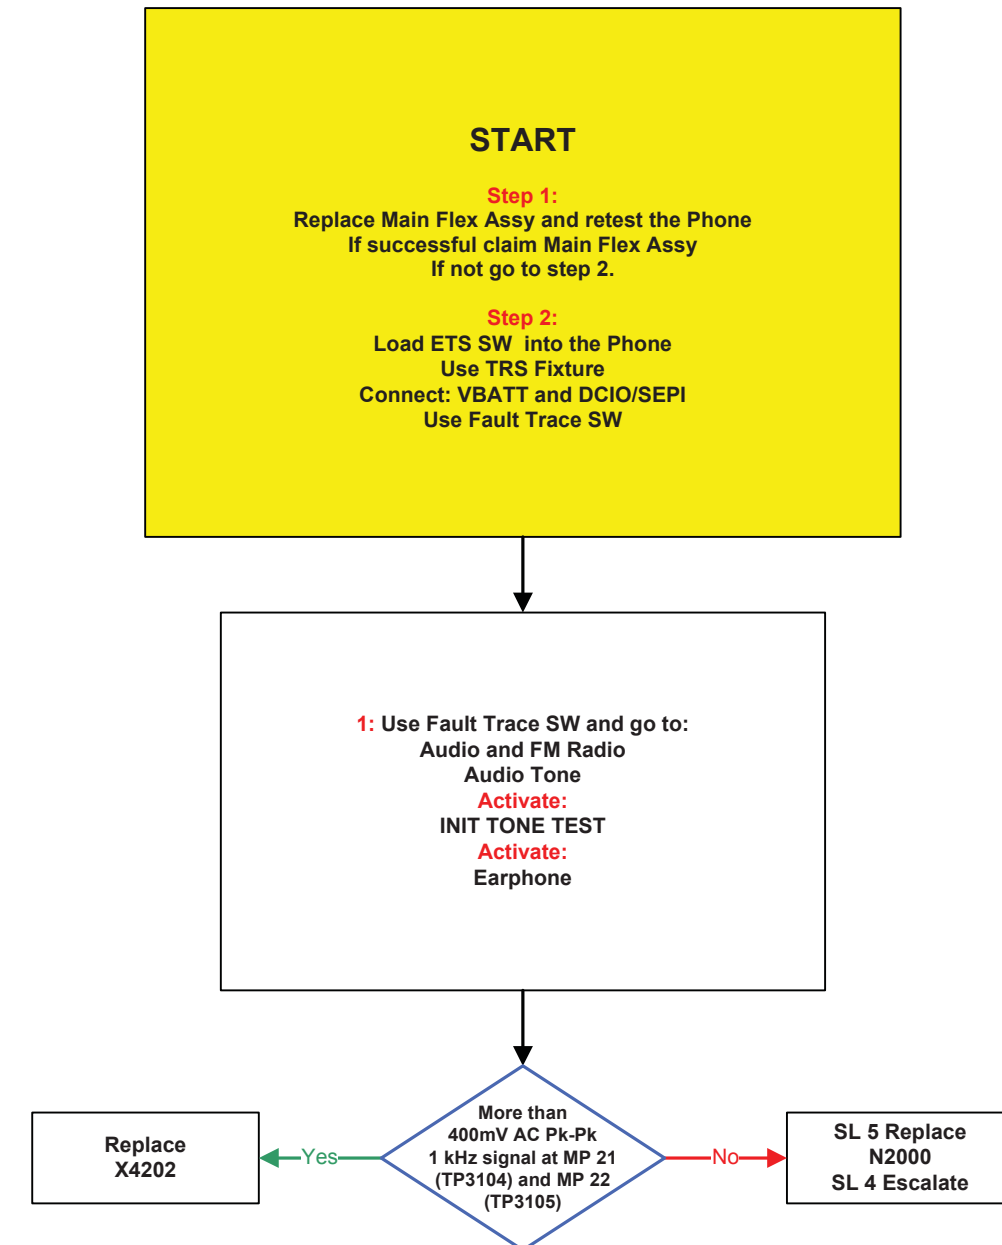 START
Step 1:
Replace Main Flex Assy and retest the Phone
If successful claim Main Flex Assy
If not go to step 2.
Step 2:
Load ETS SW into the Phone
Use TRS Fixture
Connect: VBATT and DCIO/SEPI
Use Fault Trace SW
1: Use Fault Trace SW and go to:
Audio and FM Radio
Audio Tone
Activate:
INIT TONE TEST
Activate:
Earphone
More than
400mV AC Pk-Pk
1 kHz signal at MP 21
(TP3104) and MP 22
(TP3105)
Yes
Replace
X4202
No
SL 5 Replace
N2000
SL 4 Escalate